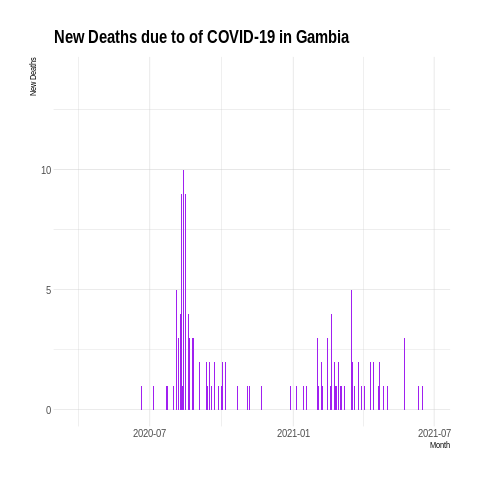 New Deaths due to of COVID-19 in Gambia
New Deaths
10
5
0
2020-07
2021-01
2021-07
Month